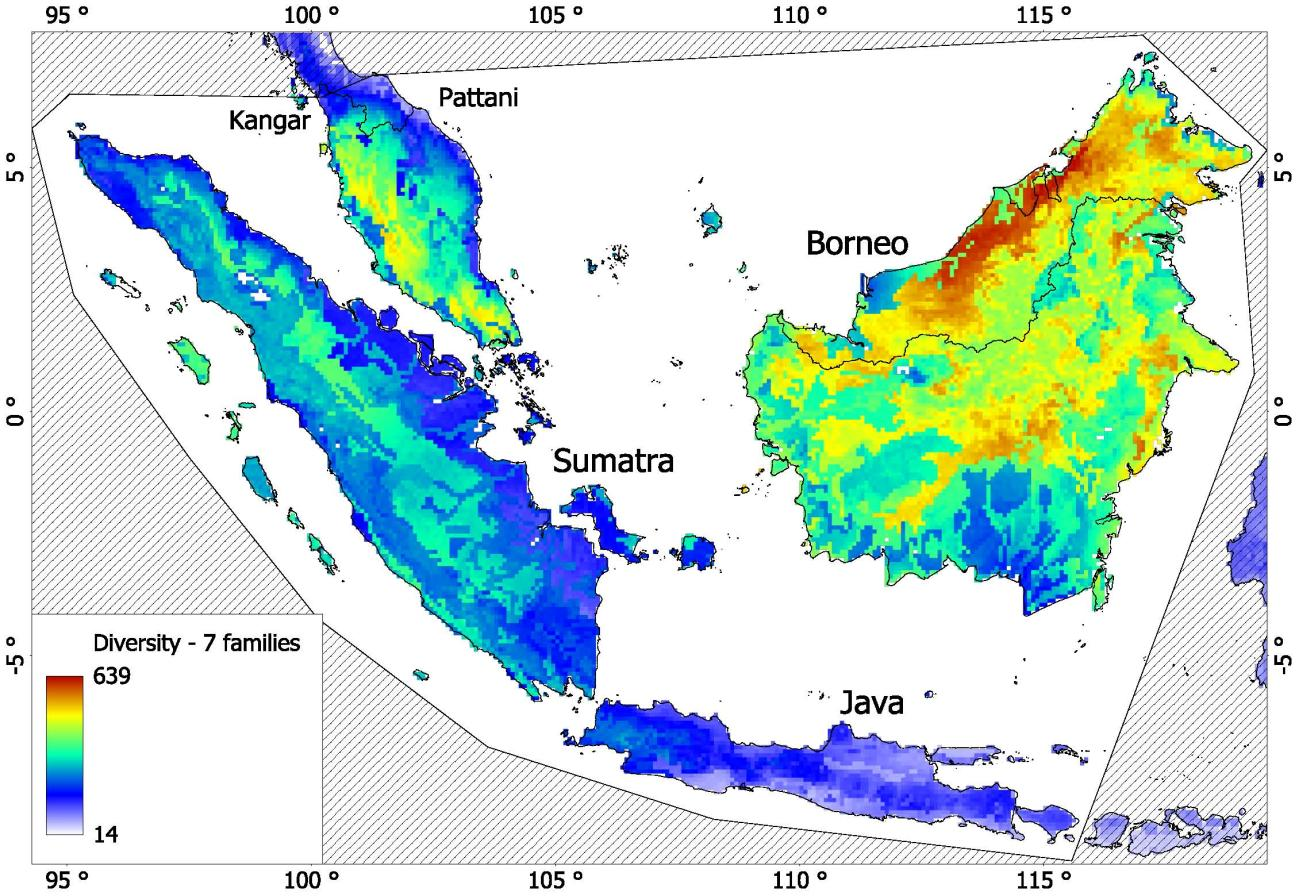 95 ° 100 ° 105 ° 110 ° 115 °
Pattani
Kangar
5 ° 5 °
Borneo
0 ° 0 °
Sumatra
Diversity - 7 families
639
-5 ° -5 °
Java
14
95 ° 100 ° 105 ° 110 ° 115 °